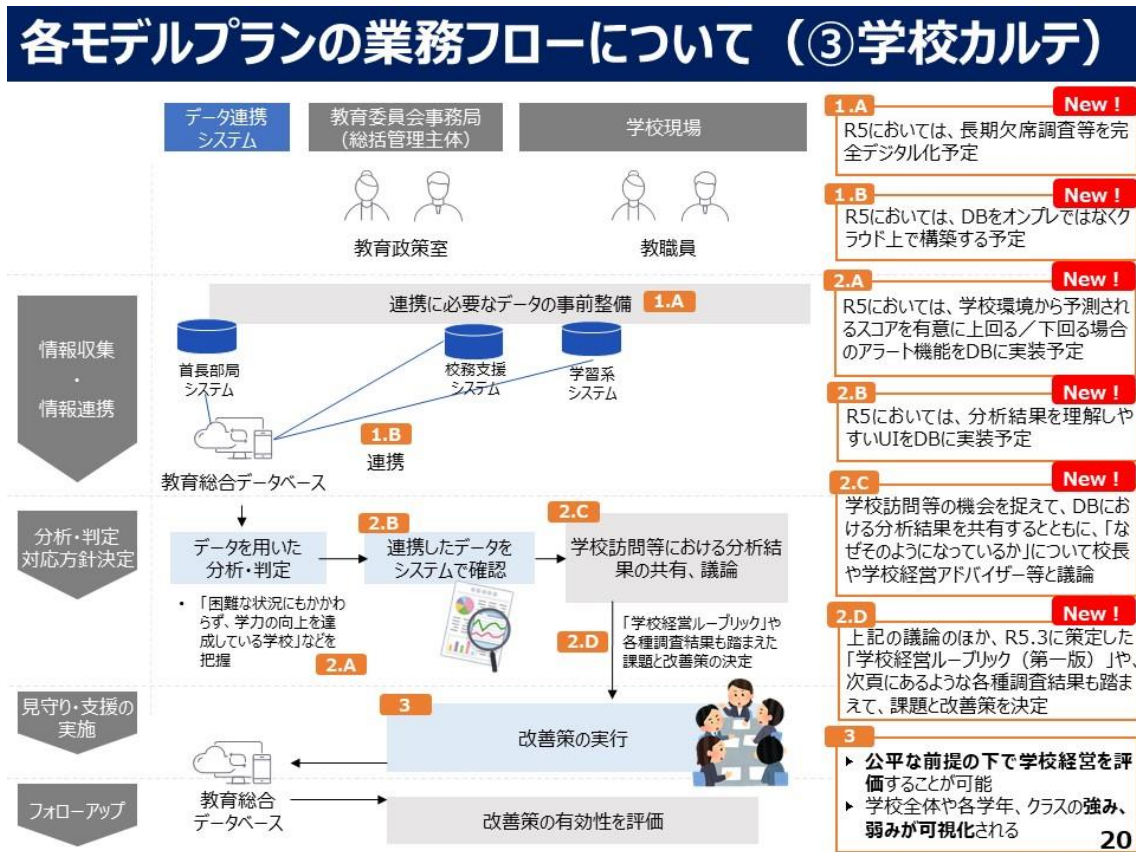 各モデルプランの業務フローについて（③学校カルテ）
データ連携
システム
教育委員会事務局
（総括管理主体）
学校現場
教育政策室
教職員
情報収集
・
情報連携
連携に必要なデータの事前整備
1.A
首長部局
システム
校務支援
システム
学習系
システム
1.B
連携
教育総合データベース
分析・判定
対応方針決定
データを用いた
分析・判定
2.B
連携したデータを
システムで確認
2.C
学校訪問等における分析結
果の共有、議論
• 「困難な状況にもかかわ
らず、学力の向上を達
成している学校」などを
把握
2.A
2.D
「学校経営ルーブリック」や
各種調査結果も踏まえた
課題と改善策の決定
見守り・支援の
実施
3
改善策の実行
フォローアップ
教育総合
データベース
改善策の有効性を評価
1.A
New！
R5においては、長期欠席調査等を完
全デジタル化予定
1.B
New！
R5においては、DBをオンプレではなくク
ラウド上で構築する予定
2.A
New！
R5においては、学校環境から予測され
るスコアを有意に上回る／下回る場合
のアラート機能をDBに実装予定
2.B
New！
R5においては、分析結果を理解しや
すいUIをDBに実装予定
2.C
New！
学校訪問等の機会を捉えて、DBにお
ける分析結果を共有するとともに、「な
ぜそのようになっているか」について校長
や学校経営アドバイザー等と議論
2.D
New！
上記の議論のほか、R5.3に策定した
「学校経営ルーブリック（第一版）」や、
次頁にあるような各種調査結果も踏ま
えて、課題と改善策を決定
3
▶ 公平な前提の下で学校経営を評
価することが可能
▶ 学校全体や各学年、クラスの強み、
弱みが可視化される
20